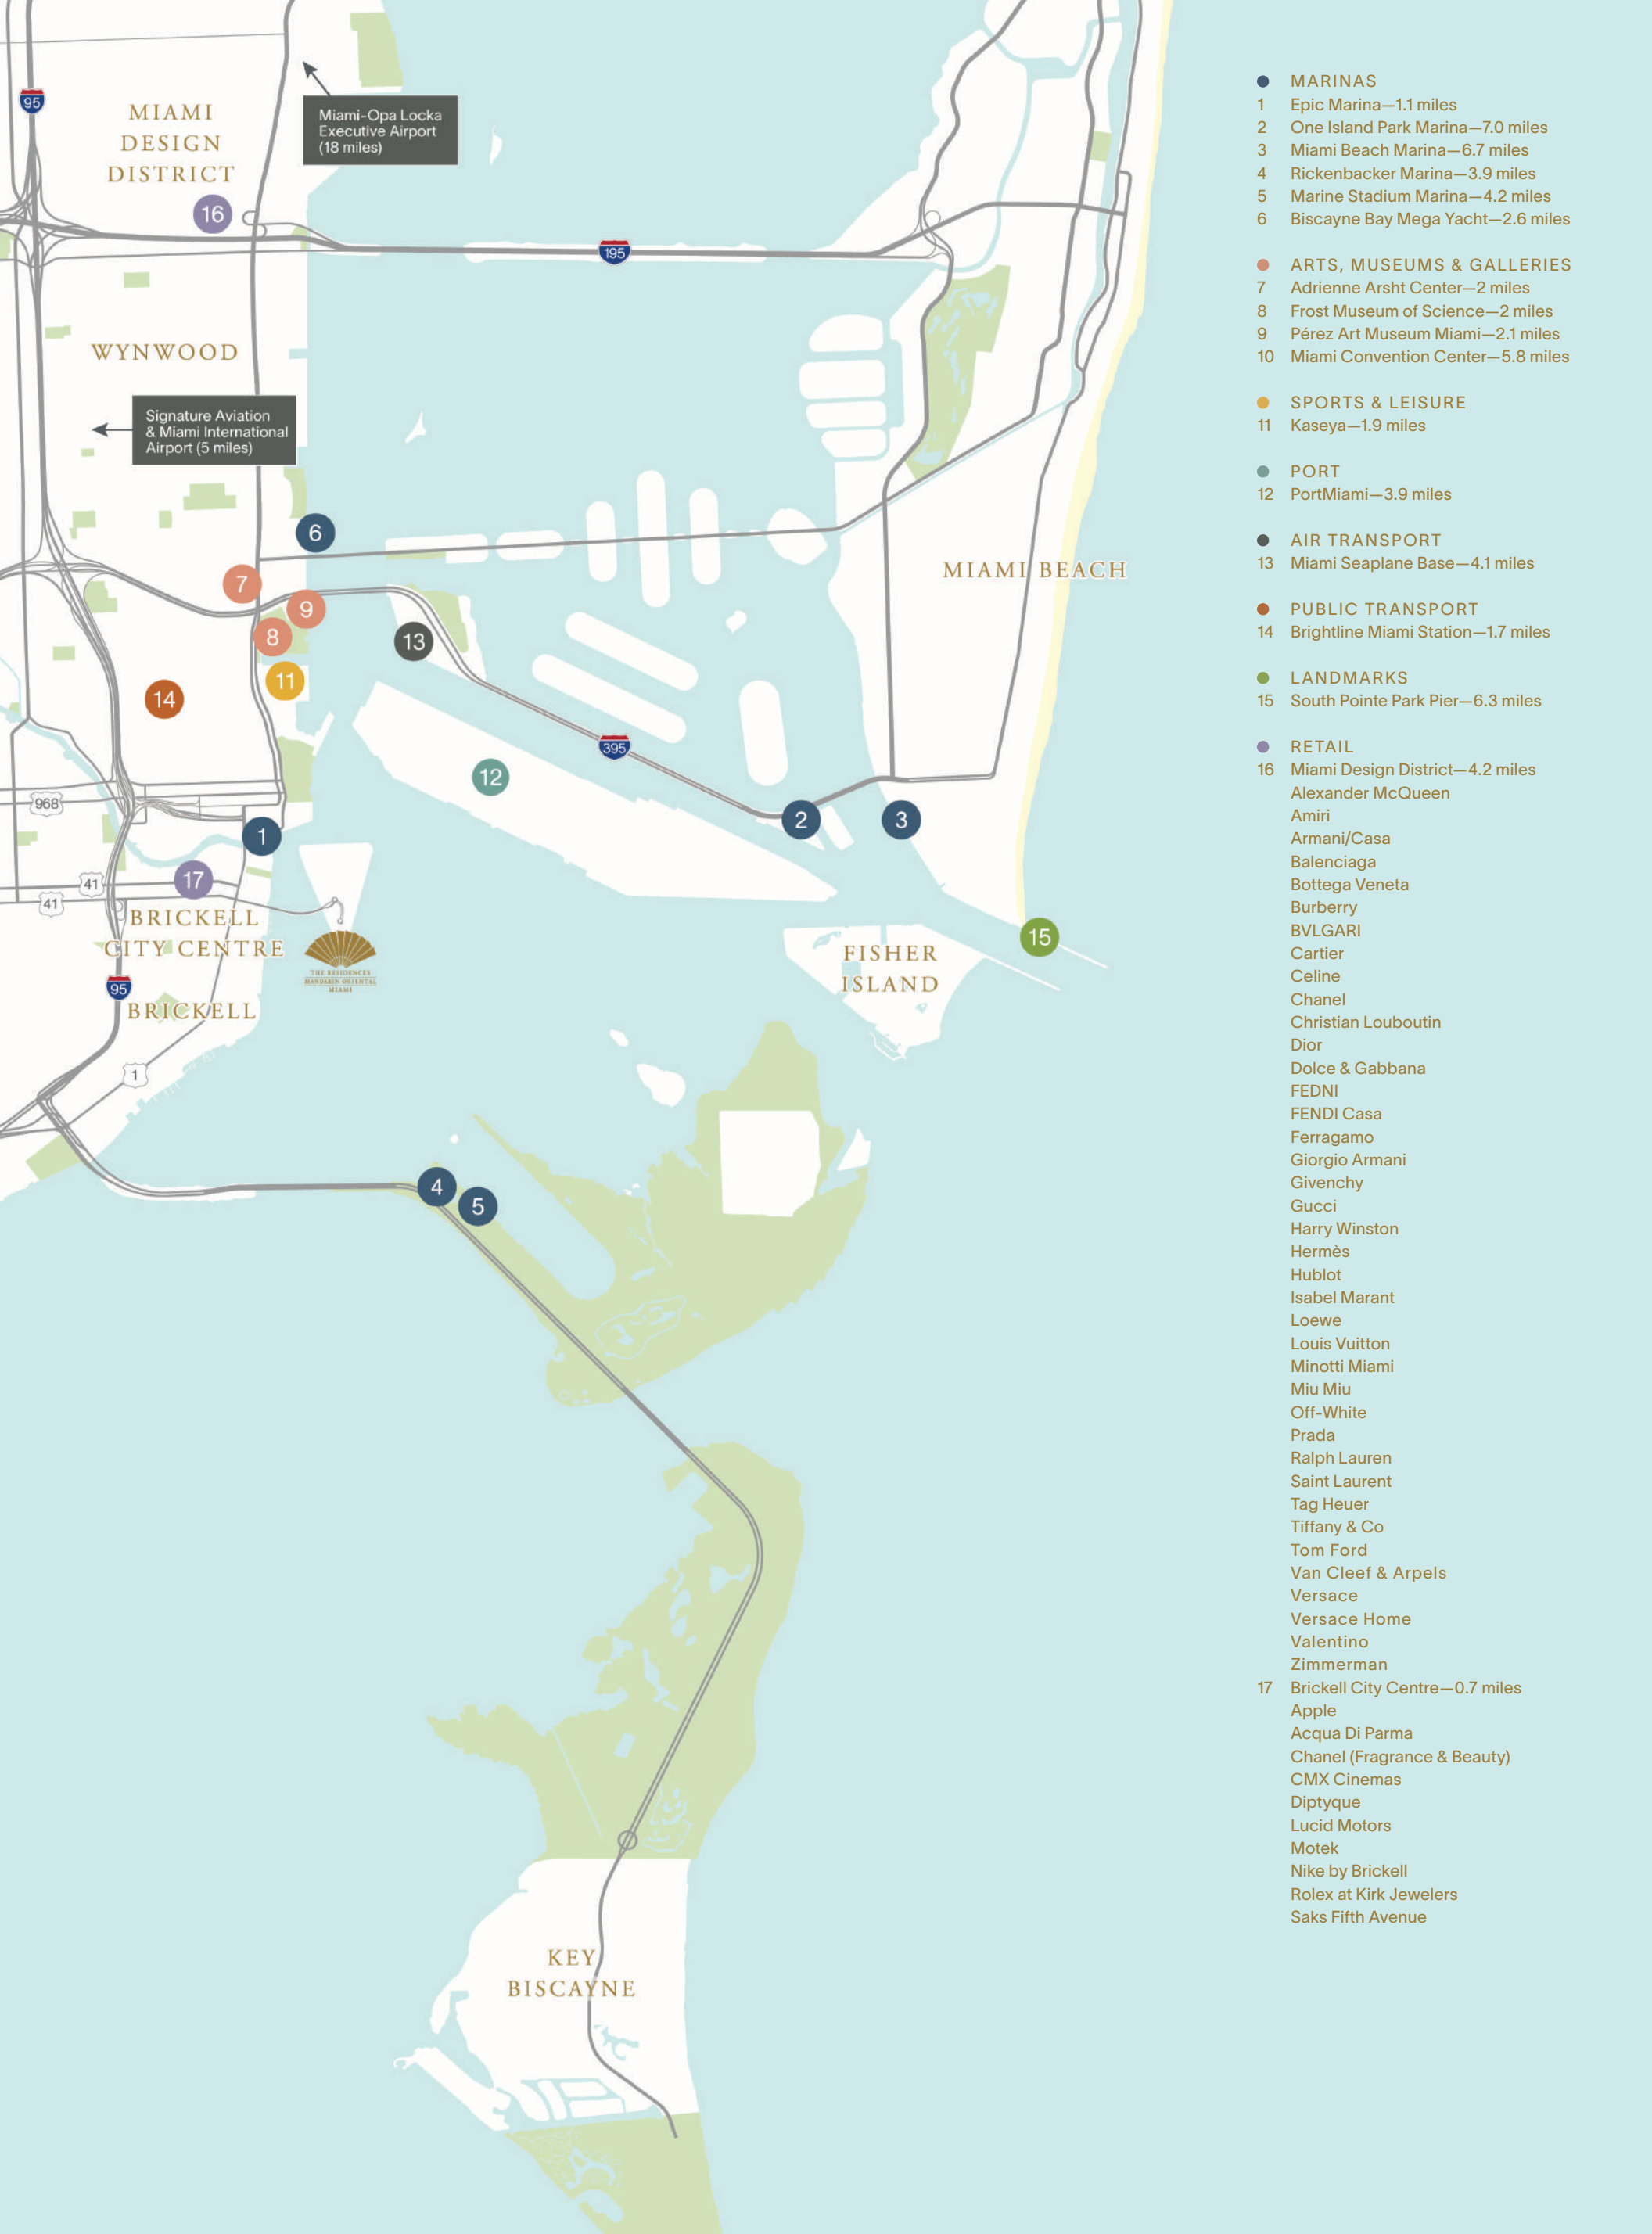 95
MIAMI
DESIGN
DISTRICT
Miami-Opa Locka
Executive Airport
(18 miles)
16
195
WYNWOOD
Signature Aviation
& Miami International
Airport (5 miles)
6
7
9
8
13
11
14
MIAMI BEACH
395
12
968
2
3
1
41
17
41
BRICKELL
CITY CENTRE
THE RESIDENCES
MANDARIN ORIENTAL
MIAMI
15
FISHER
ISLAND
95
BRICKELL
1
4
5
KEY
BISCAYNE
MARINAS
1 Epic Marina—1.1 miles
2 One Island Park Marina—7.0 miles
3 Miami Beach Marina—6.7 miles
4 Rickenbacker Marina—3.9 miles
5 Marine Stadium Marina—4.2 miles
6 Biscayne Bay Mega Yacht—2.6 miles
ARTS, MUSEUMS & GALLERIES
7 Adrienne Arsht Center—2 miles
8 Frost Museum of Science—2 miles
9 Pérez Art Museum Miami—2.1 miles
10 Miami Convention Center—5.8 miles
SPORTS & LEISURE
11 Kaseya—1.9 miles
PORT
12 PortMiami—3.9 miles
AIR TRANSPORT
13 Miami Seaplane Base—4.1 miles
PUBLIC TRANSPORT
14 Brightline Miami Station—1.7 miles
LANDMARKS
15 South Pointe Park Pier—6.3 miles
RETAIL
16 Miami Design District—4.2 miles
Alexander McQueen
Amiri
Armani/Casa
Balenciaga
Bottega Veneta
Burberry
BVLGARI
Cartier
Celine
Chanel
Christian Louboutin
Dior
Dolce & Gabbana
FEDNI
FENDI Casa
Ferragamo
Giorgio Armani
Givenchy
Gucci
Harry Winston
Hermès
Hublot
Isabel Marant
Loewe
Louis Vuitton
Minotti Miami
Miu Miu
Off-White
Prada
Ralph Lauren
Saint Laurent
Tag Heuer
Tiffany & Co
Tom Ford
Van Cleef & Arpels
Versace
Versace Home
Valentino
Zimmerman
17 Brickell City Centre—0.7 miles
Apple
Acqua Di Parma
Chanel (Fragrance & Beauty)
CMX Cinemas
Diptyque
Lucid Motors
Motek
Nike by Brickell
Rolex at Kirk Jewelers
Saks Fifth Avenue